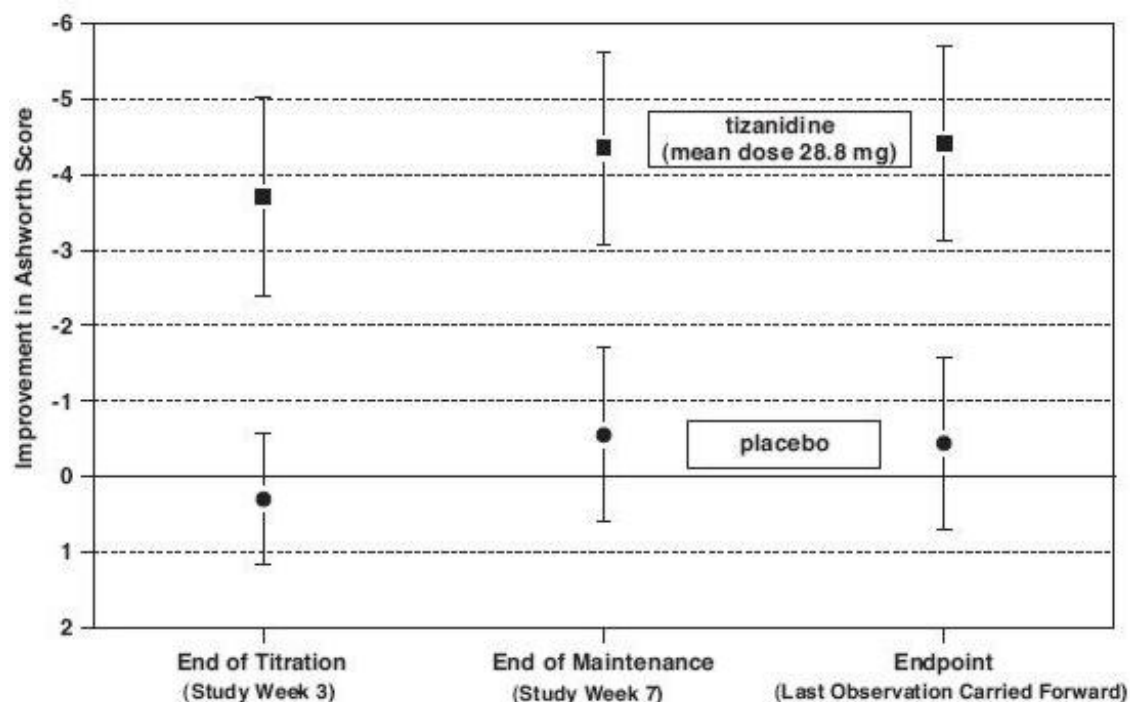 Improvement in Ashworth Score
-6
-5
-4
-3
-2
-1
0
1
2
tizanidine
(mean dose 28.8 mg)
placebo
End of Titration
(Study Week 3)
End of Maintenance
(Study Week 7)
Endpoint
(Last Observation Carried Forward)